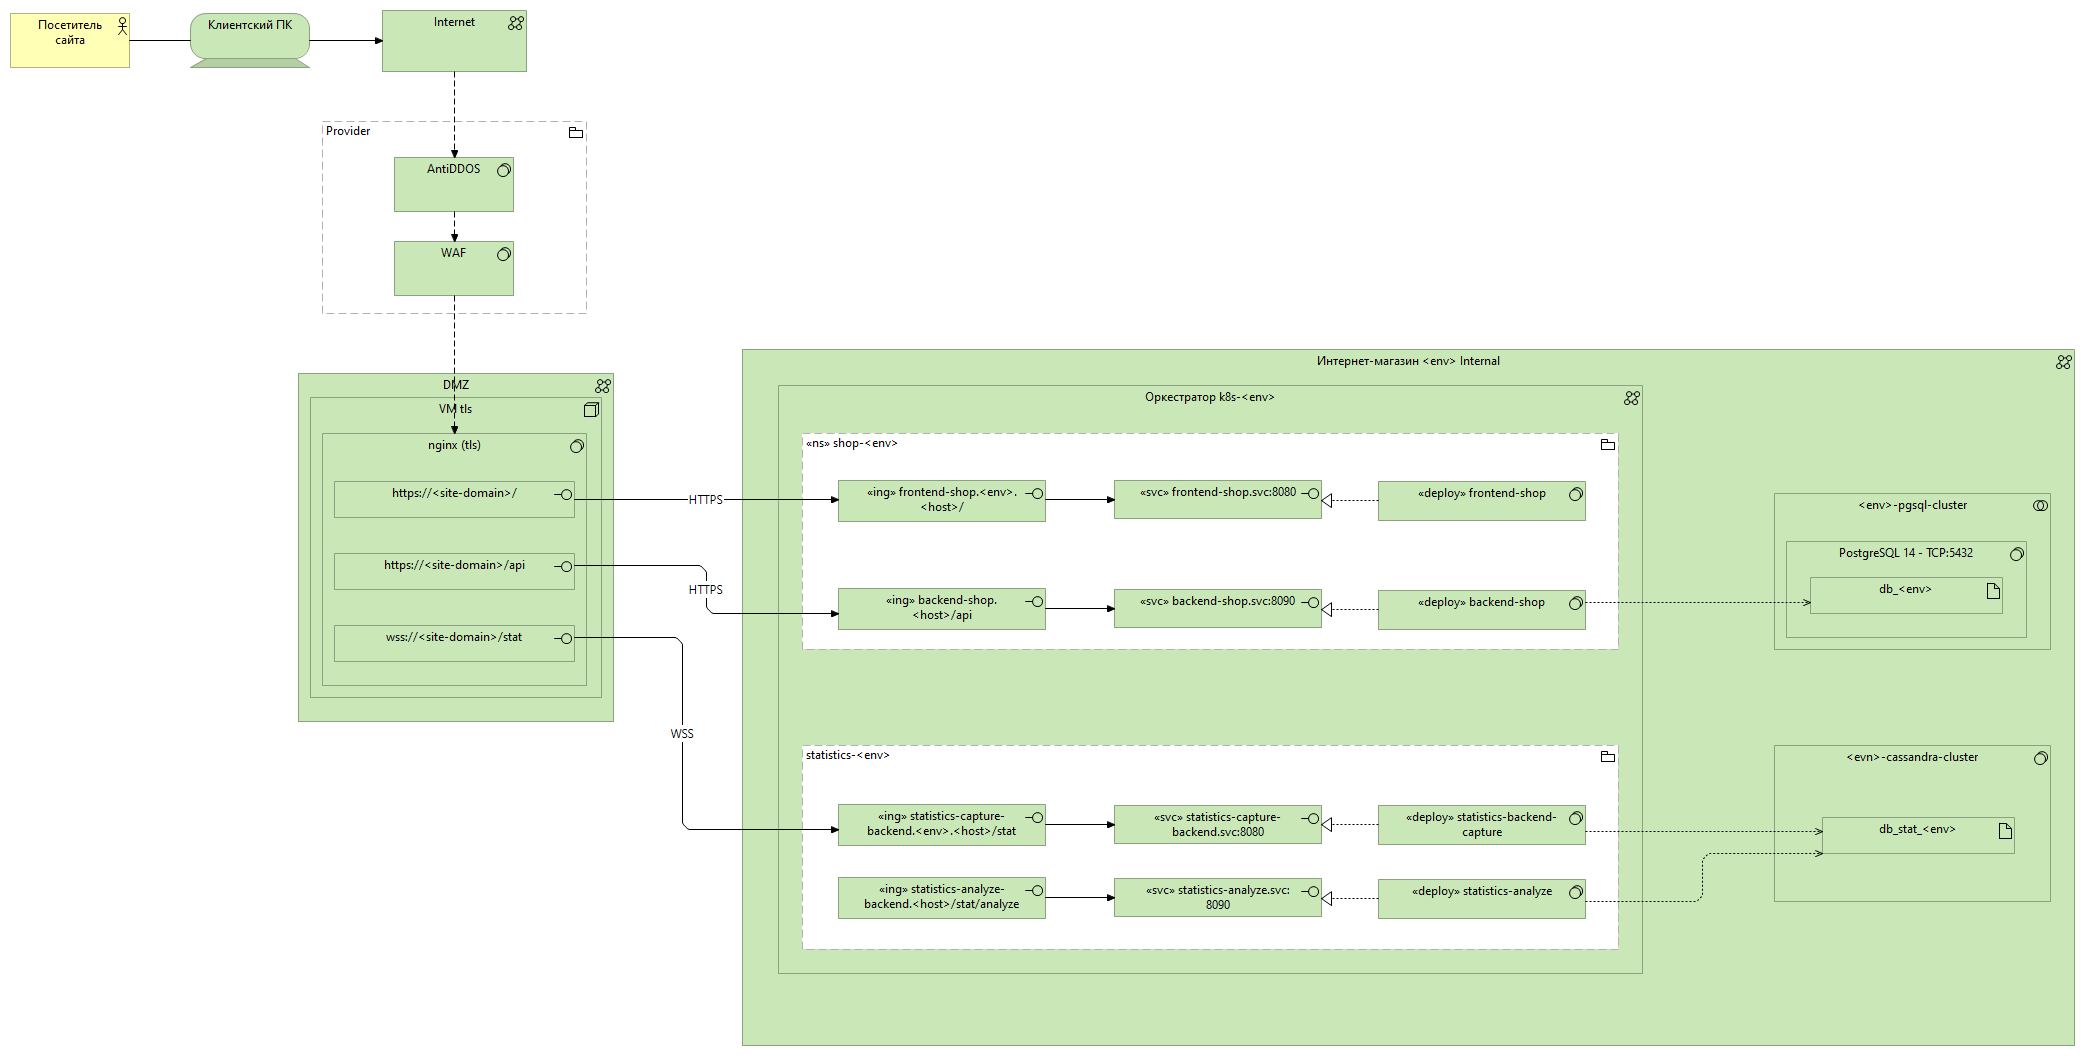 Посетитель
сайта
Клиентский ПК
Internet
Provider
AntiDDOS
WAF
DMZ
VM tls
nginx (tls)
https://<site-domain>/
https://<site-domain>/api
wss://<site-domain>/stat
HTTPS
HTTPS
WSS
Интернет-магазин <env> Internal
Оркестратор k8s-<env>
«ns» shop-<env>
«ing» frontend-shop.<env>.
<host>/
«svc» frontend-shop.svc:8080
«deploy» frontend-shop
«ing» backend-shop.
<host>/api
«svc» backend-shop.svc:8090
«deploy» backend-shop
<env>-pgsql-cluster
PostgreSQL 14 - TCP:5432
db_<env>
statistics-<env>
«ing» statistics-capture-
backend.<env>.<host>/stat
«svc» statistics-capture-
backend.svc:8080
«deploy» statistics-backend-
capture
«ing» statistics-analyze-
backend.<host>/stat/analyze
«svc» statistics-analyze.svc:
8090
«deploy» statistics-analyze
<evn>-cassandra-cluster
db_stat_<env>